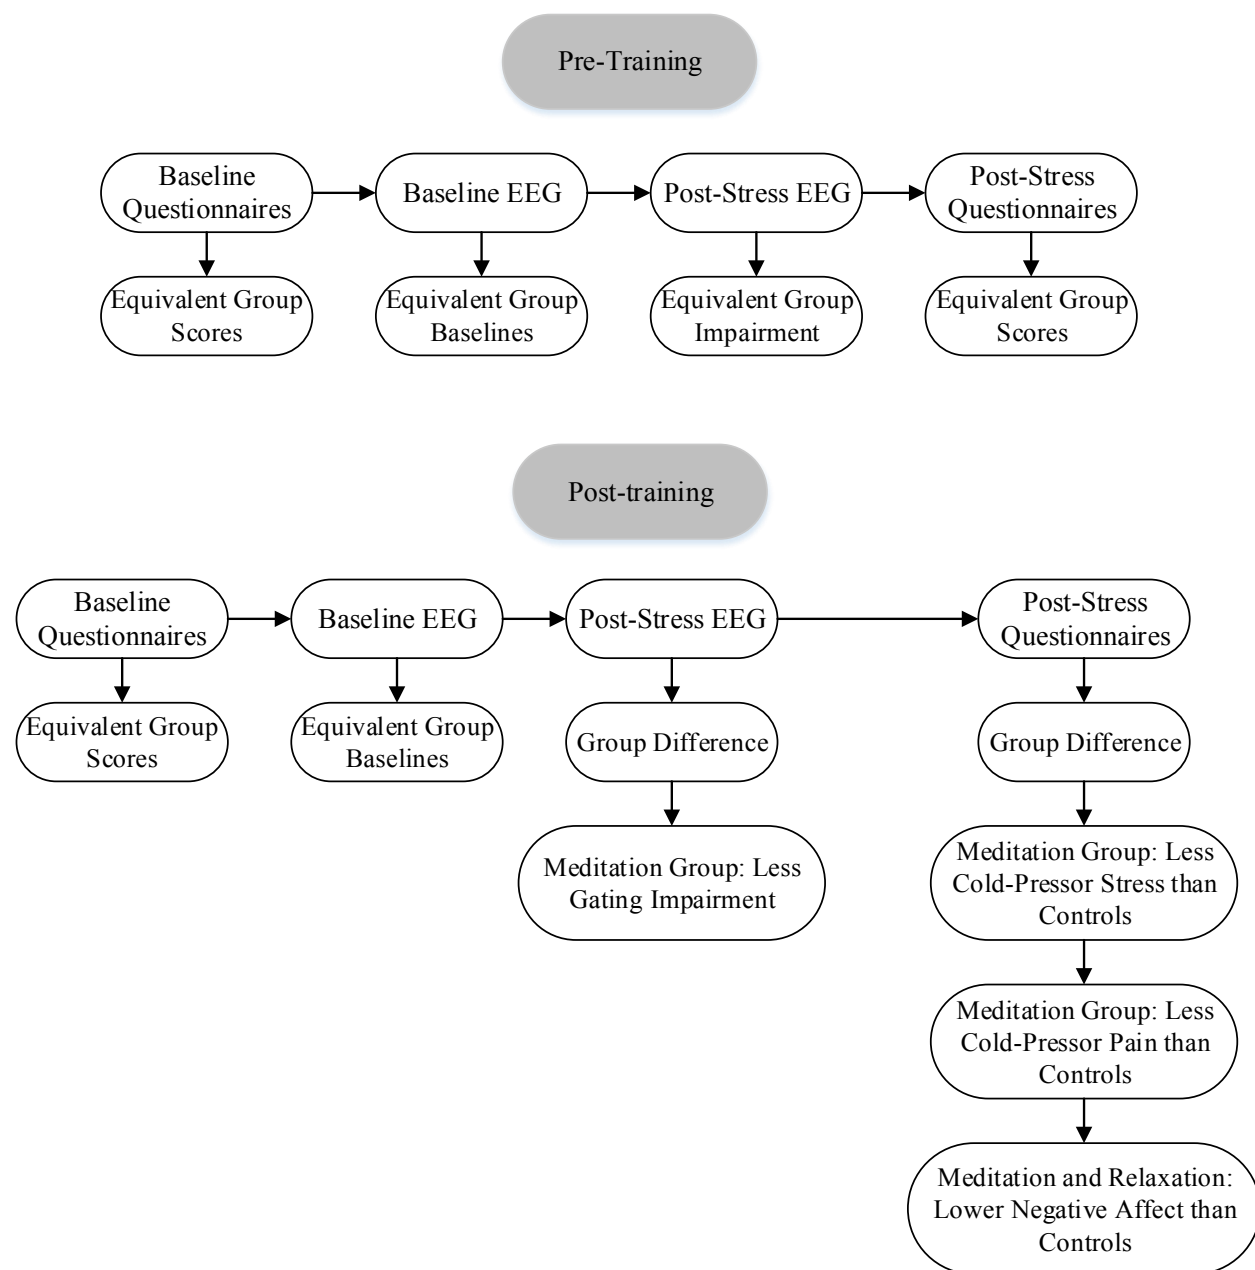 Pre-Training
Baseline
Questionnaires
Baseline EEG
Post-Stress EEG
Post-Stress
Questionnaires
Equivalent Group
Scores
Equivalent Group
Baselines
Equivalent Group
Impairment
Equivalent Group
Scores
Post-training
Baseline
Questionnaires
Baseline EEG
Post-Stress EEG
Post-Stress
Questionnaires
Equivalent Group
Scores
Equivalent Group
Baselines
Group Difference
Group Difference
Meditation Group: Less
Gating Impairment
Meditation Group: Less
Cold-Pressor Stress than
Controls
Meditation Group: Less
Cold-Pressor Pain than
Controls
Meditation and Relaxation:
Lower Negative Affect than
Controls